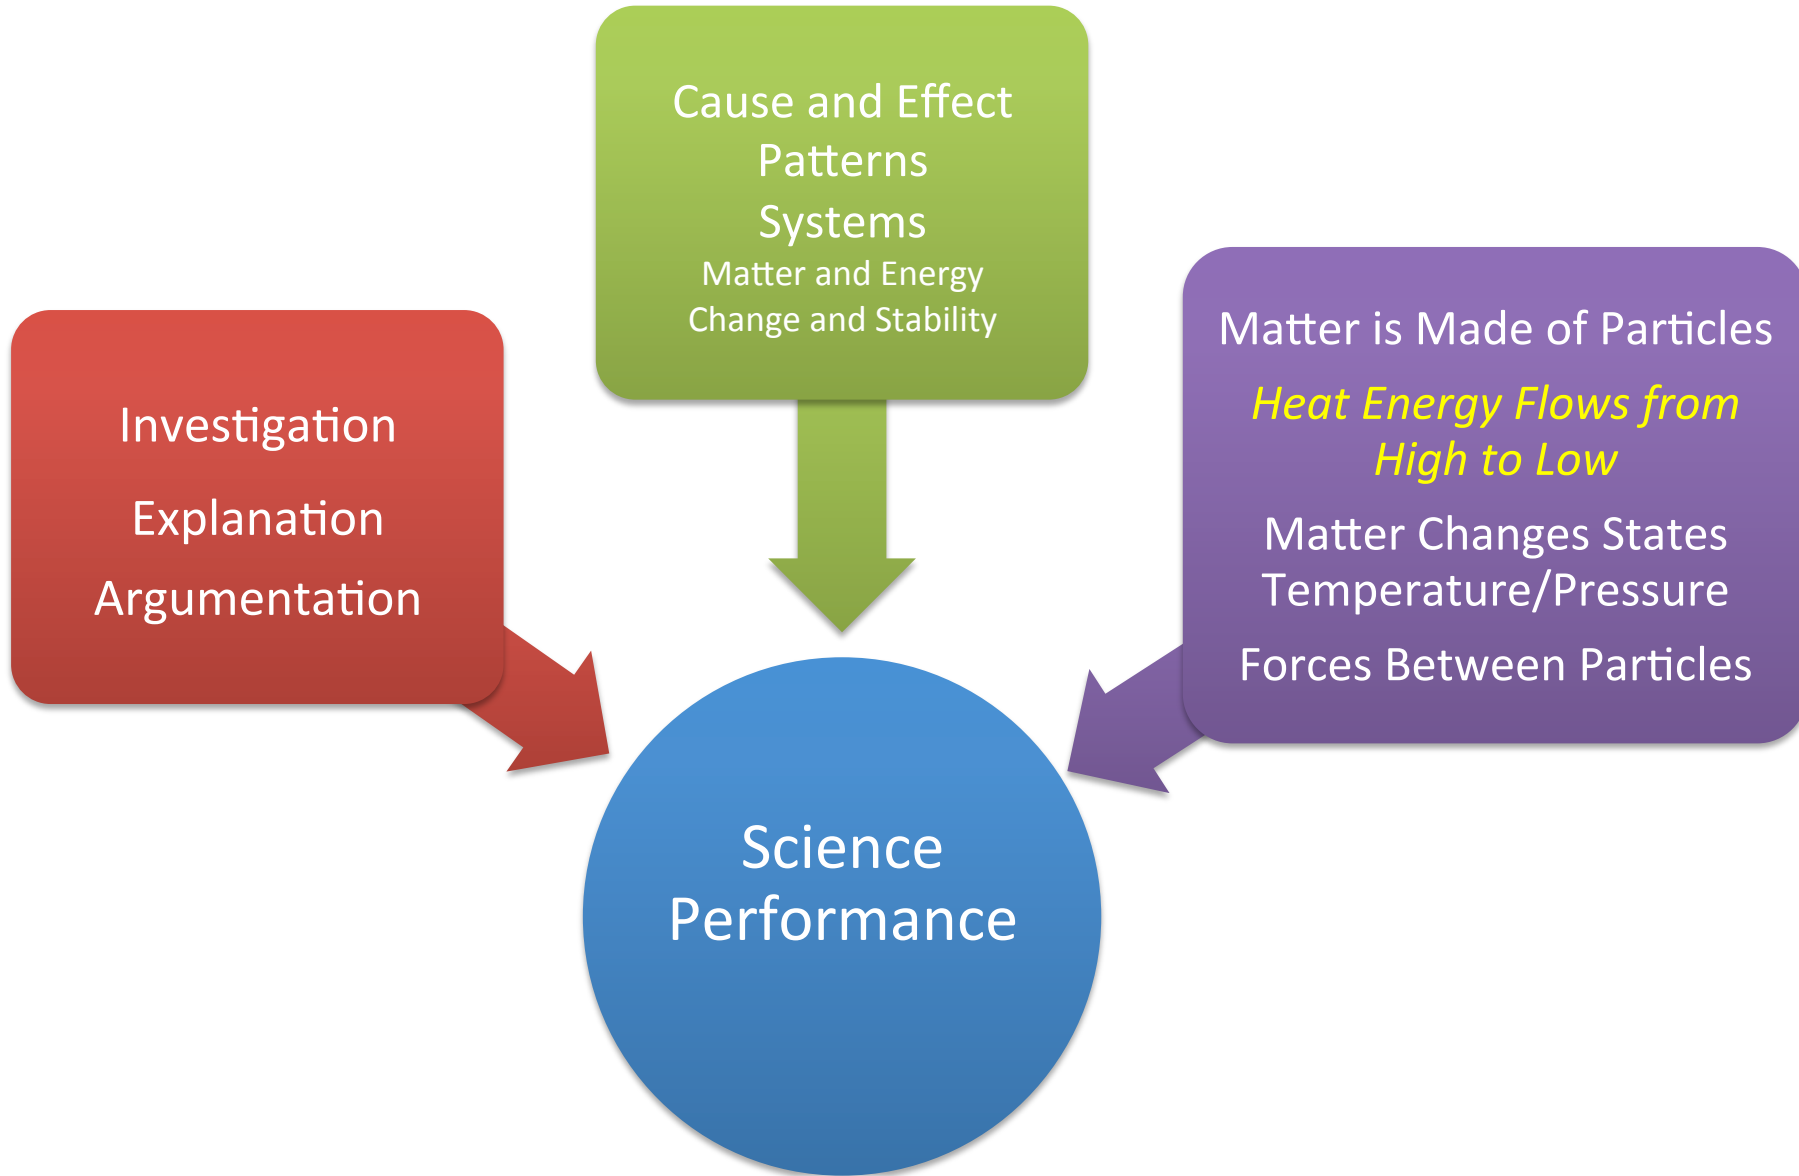 Cause and Effect
Patterns
Systems
Matter and Energy
Change and Stability
Investigation
Explanation
Argumentation
Matter is Made of Particles
Heat Energy Flows from
High to Low
Matter Changes States
Temperature/Pressure
Forces Between Particles
Science
Performance